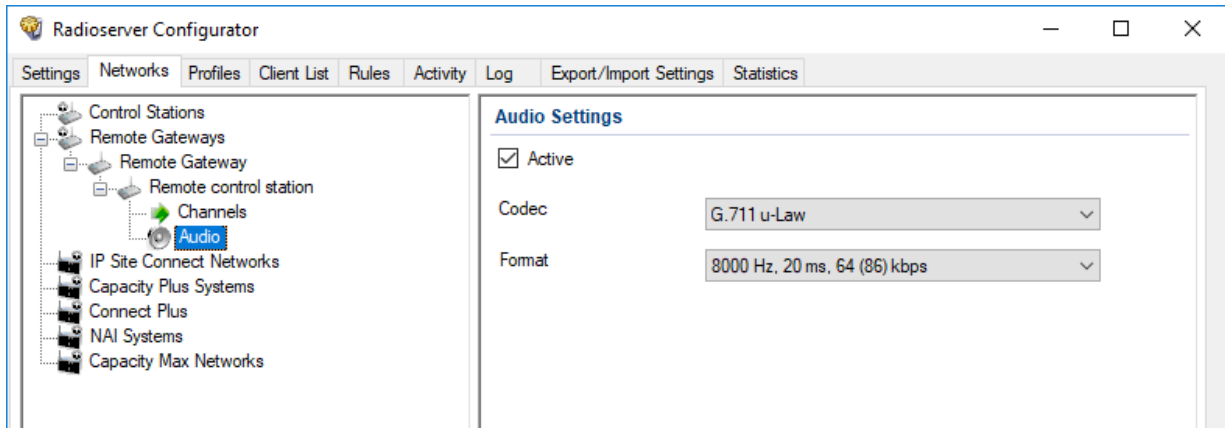 Radioserver Configurator
Settings Networks Profiles Client List Rules Activity Log Export/Import Settings Statistics
Control Stations
Remote Gateways
Remote Gateway
Remote control station
Channels
Audio
IP Site Connect Networks
Capacity Plus Systems
Connect Plus
NAI Systems
Capacity Max Networks
Audio Settings
Active
Codec G.711 u-Law
Format 8000 Hz, 20 ms, 64 (86) kbps